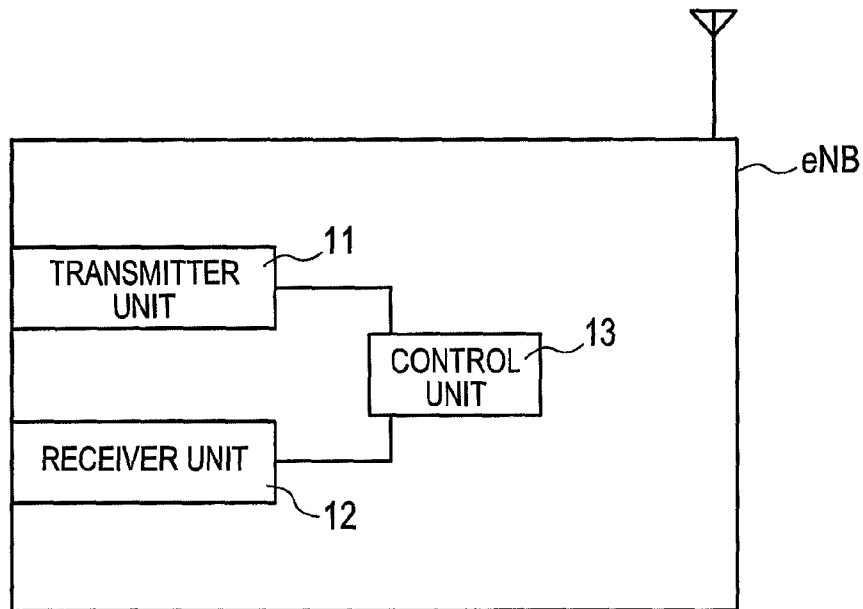 eNB
11
TRANSMITTER
UNIT
13
CONTROL
UNIT
RECEIVER UNIT
12